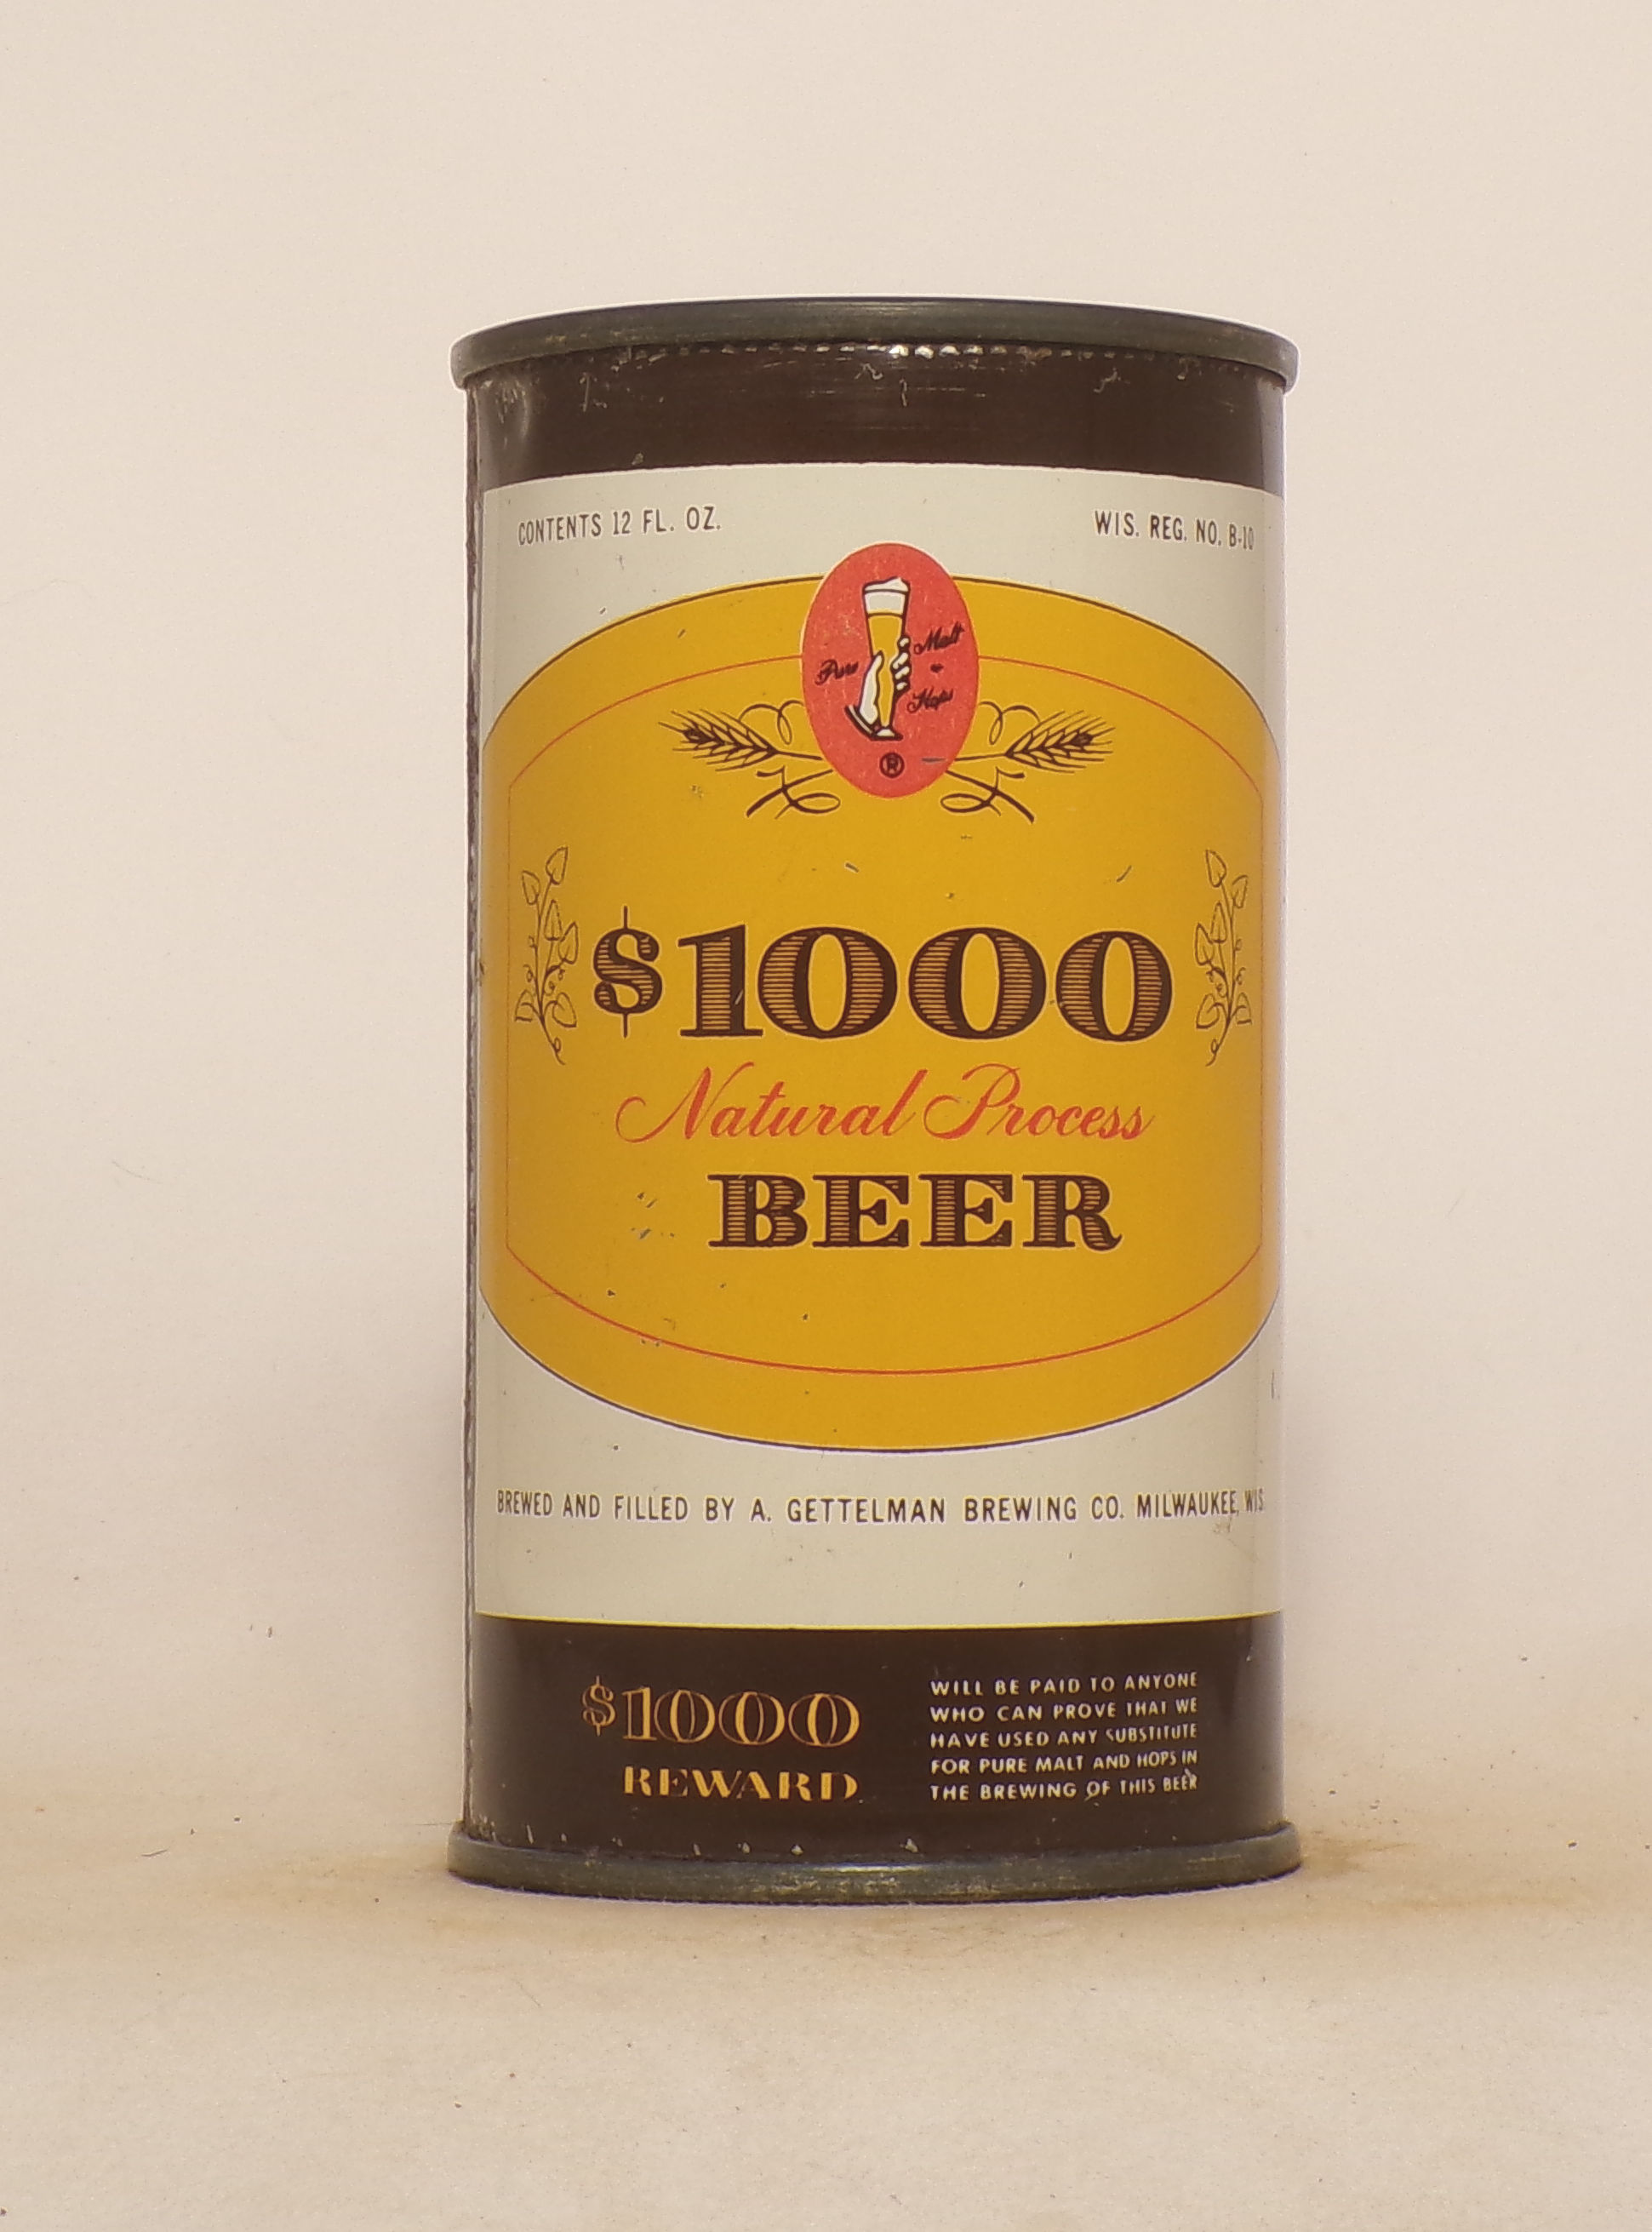 CONTENTS 12 FL. OZ.
WIS. REG. NO. B-10
Pure Malt
&
Hops
®
$1000
Natural Process
BEER
BREWED AND FILLED BY A. GETTELMAN BREWING CO. MILWAUKEE, WIS.
$1000
REWARD
WILL BE PAID TO ANYONE
WHO CAN PROVE THAT WE
HAVE USED ANY SUBSTITUTE
FOR PURE MALT AND HOPS IN
THE BREWING OF THIS BEER